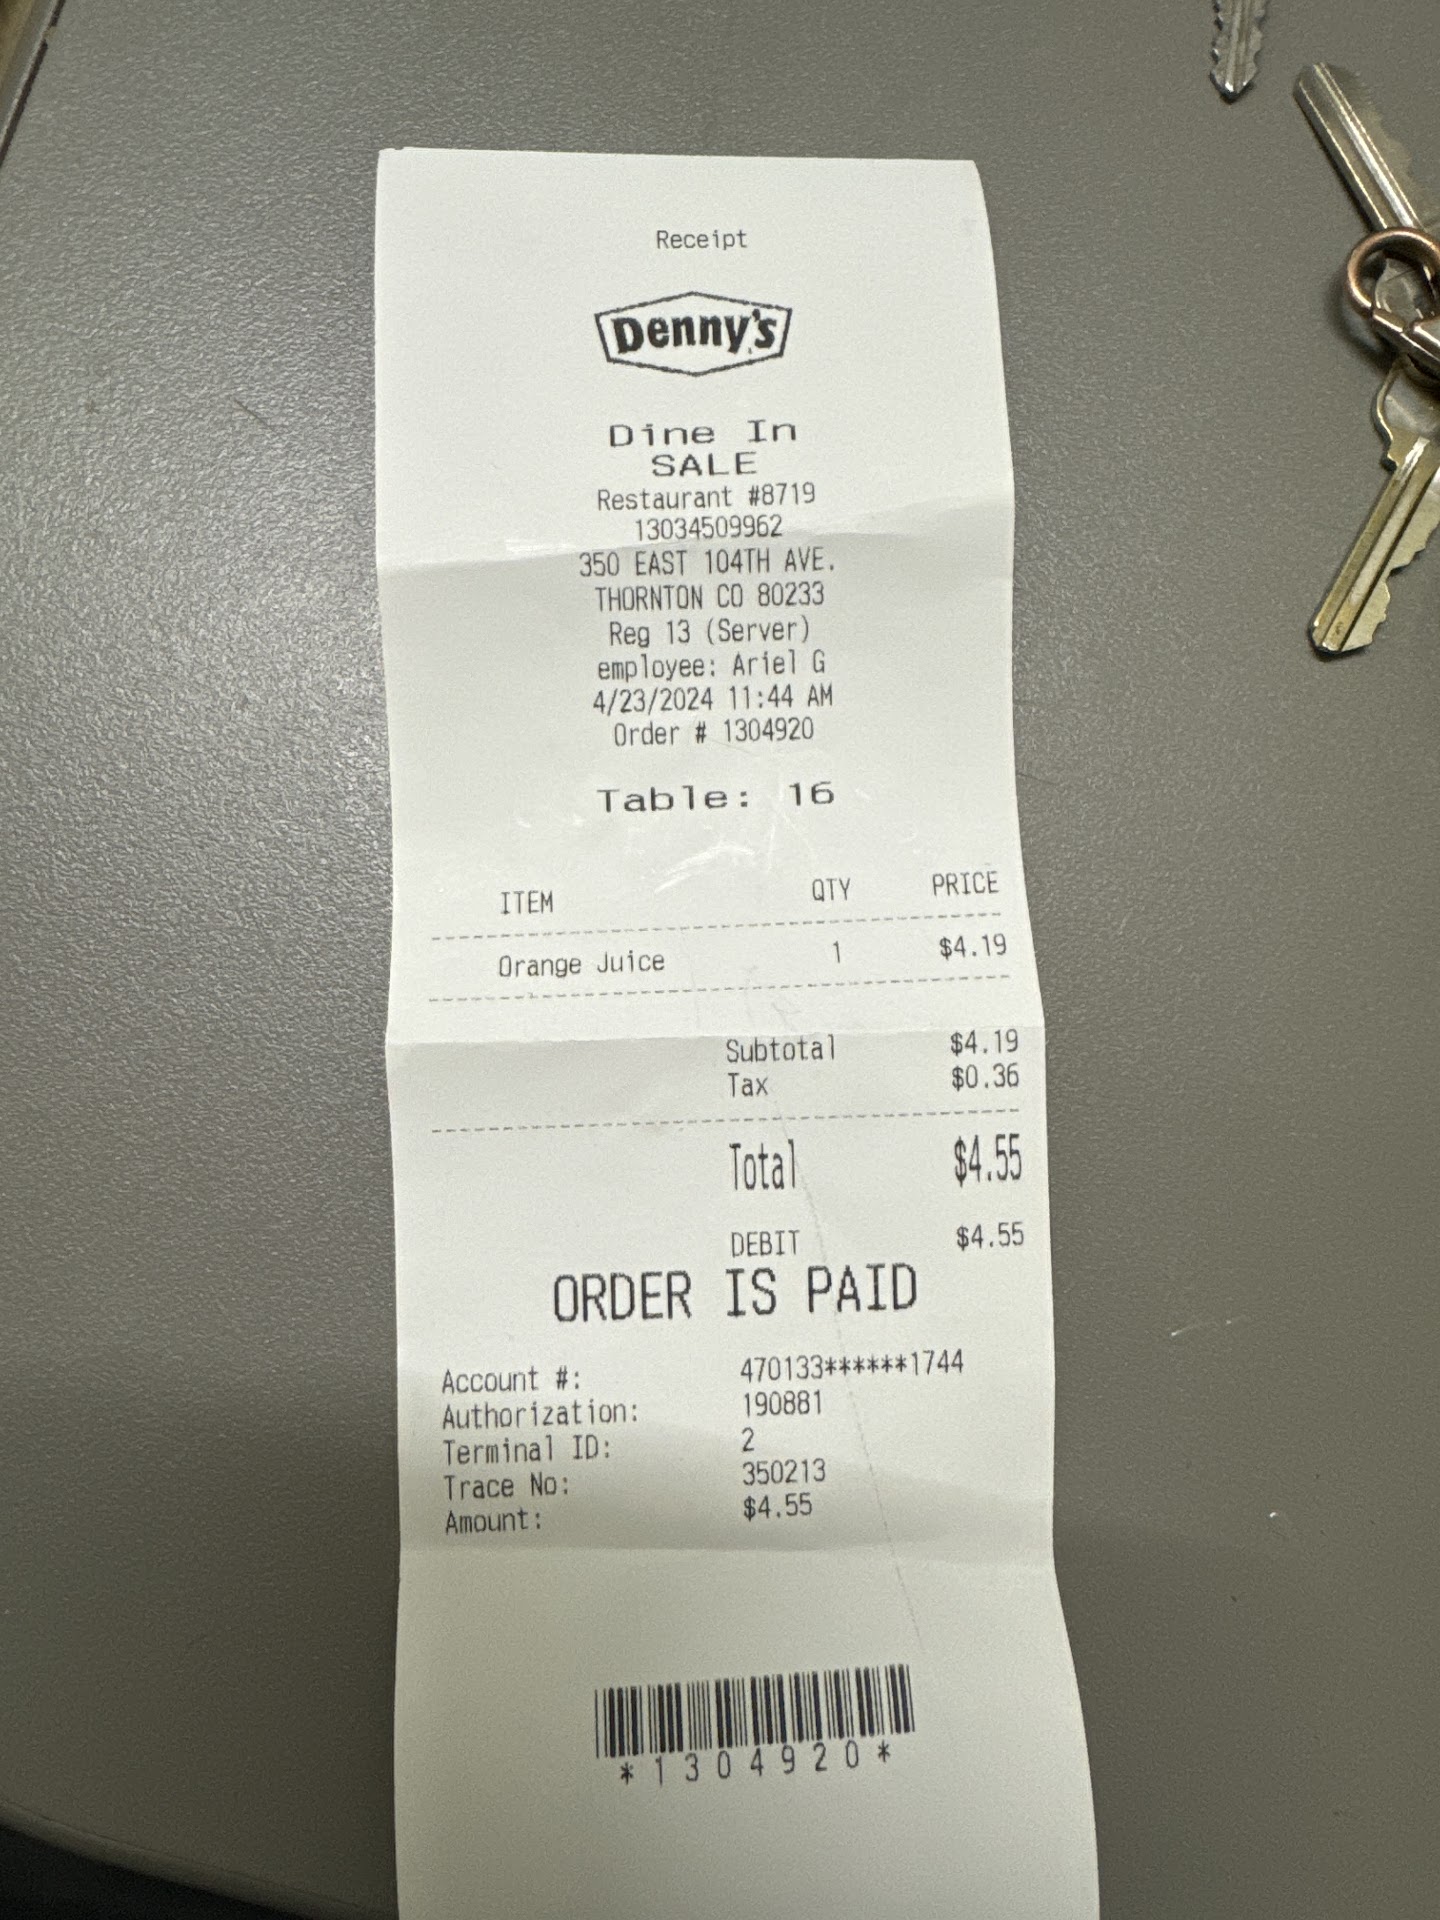 Receipt
Denny's
Dine In
SALE
Restaurant #8719
13034509962
350 EAST 104TH AVE.
THORNTON CO 80233
Reg 13 (Server)
employee: Ariel G
4/23/2024 11:44 AM
Order # 1304920
Table: 16
ITEM QTY PRICE
Orange Juice 1 $4.19
Subtotal $4.19
Tax $0.36
Total $4.55
DEBIT $4.55
ORDER IS PAID
Account #: 470133******1744
Authorization: 190881
Terminal ID: 2
Trace No: 350213
Amount: $4.55
*1304920*